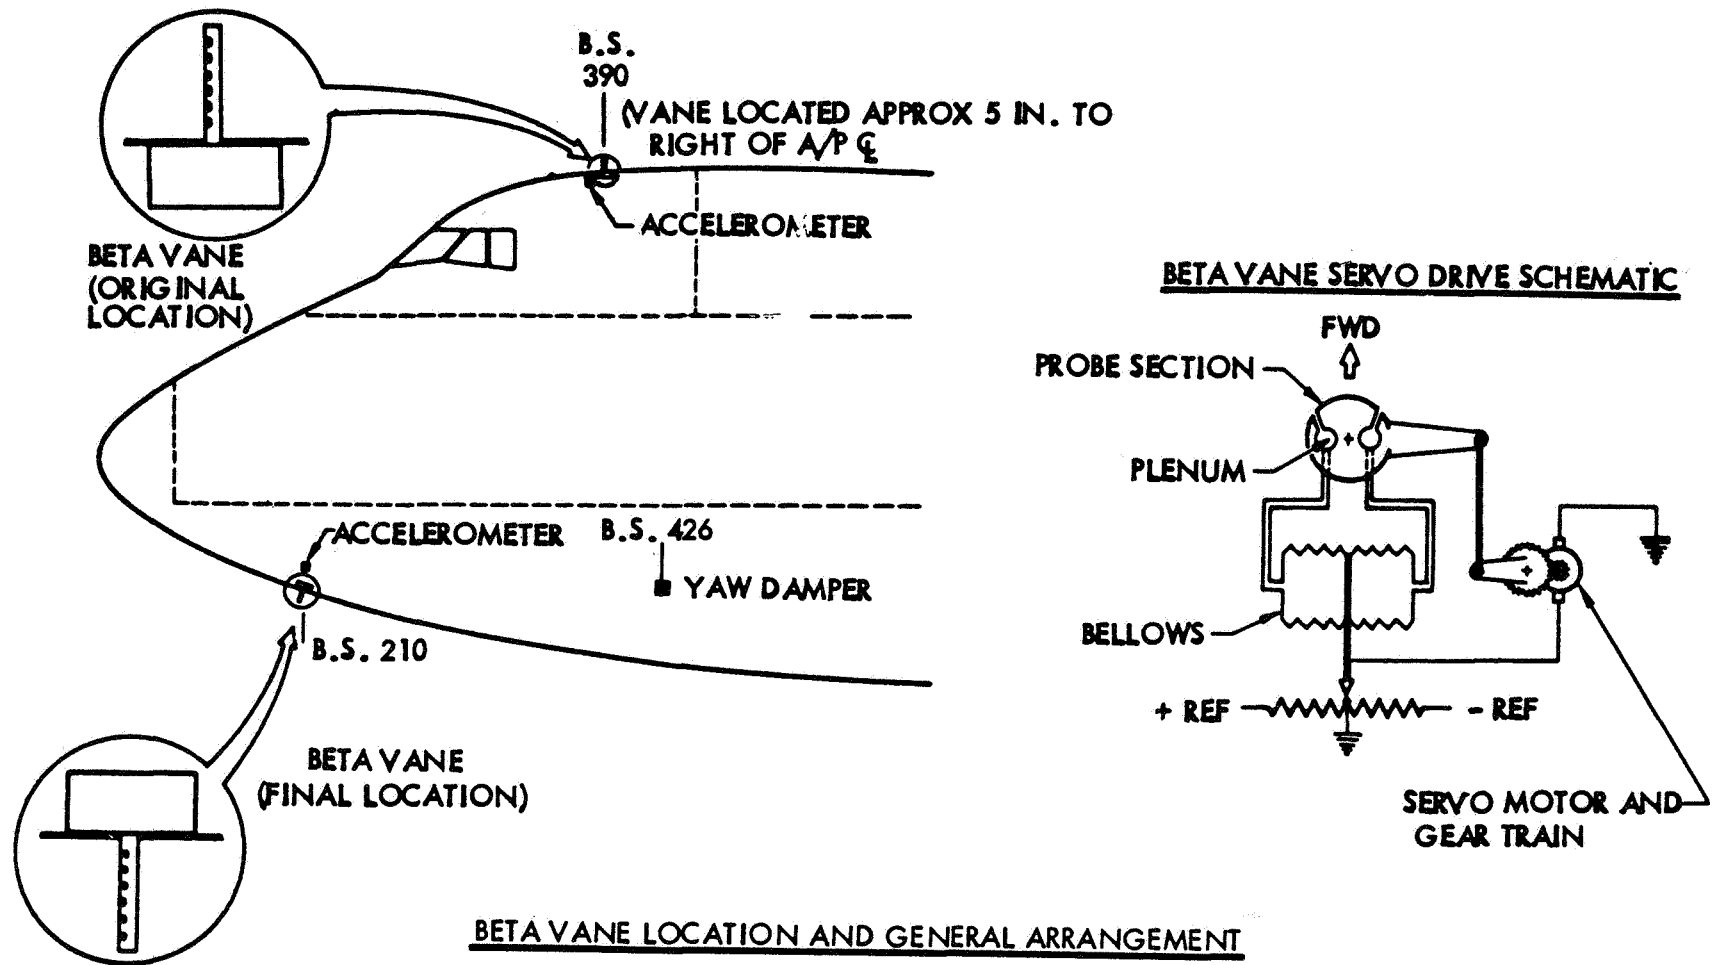 B.S.
390
(VANE LOCATED APPROX 5 IN. TO
RIGHT OF A/P ℄
ACCELEROMETER
BETA VANE
(ORIGINAL
LOCATION)
ACCELEROMETER
B.S. 426
YAW DAMPER
B.S. 210
BETA VANE
(FINAL LOCATION)
BETA VANE SERVO DRIVE SCHEMATIC
FWD
PROBE SECTION
PLENUM
BELLOWS
+ REF
- REF
SERVO MOTOR AND
GEAR TRAIN
BETA VANE LOCATION AND GENERAL ARRANGEMENT